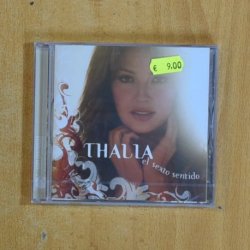 € 9.00
THALIA
el sexto sentido